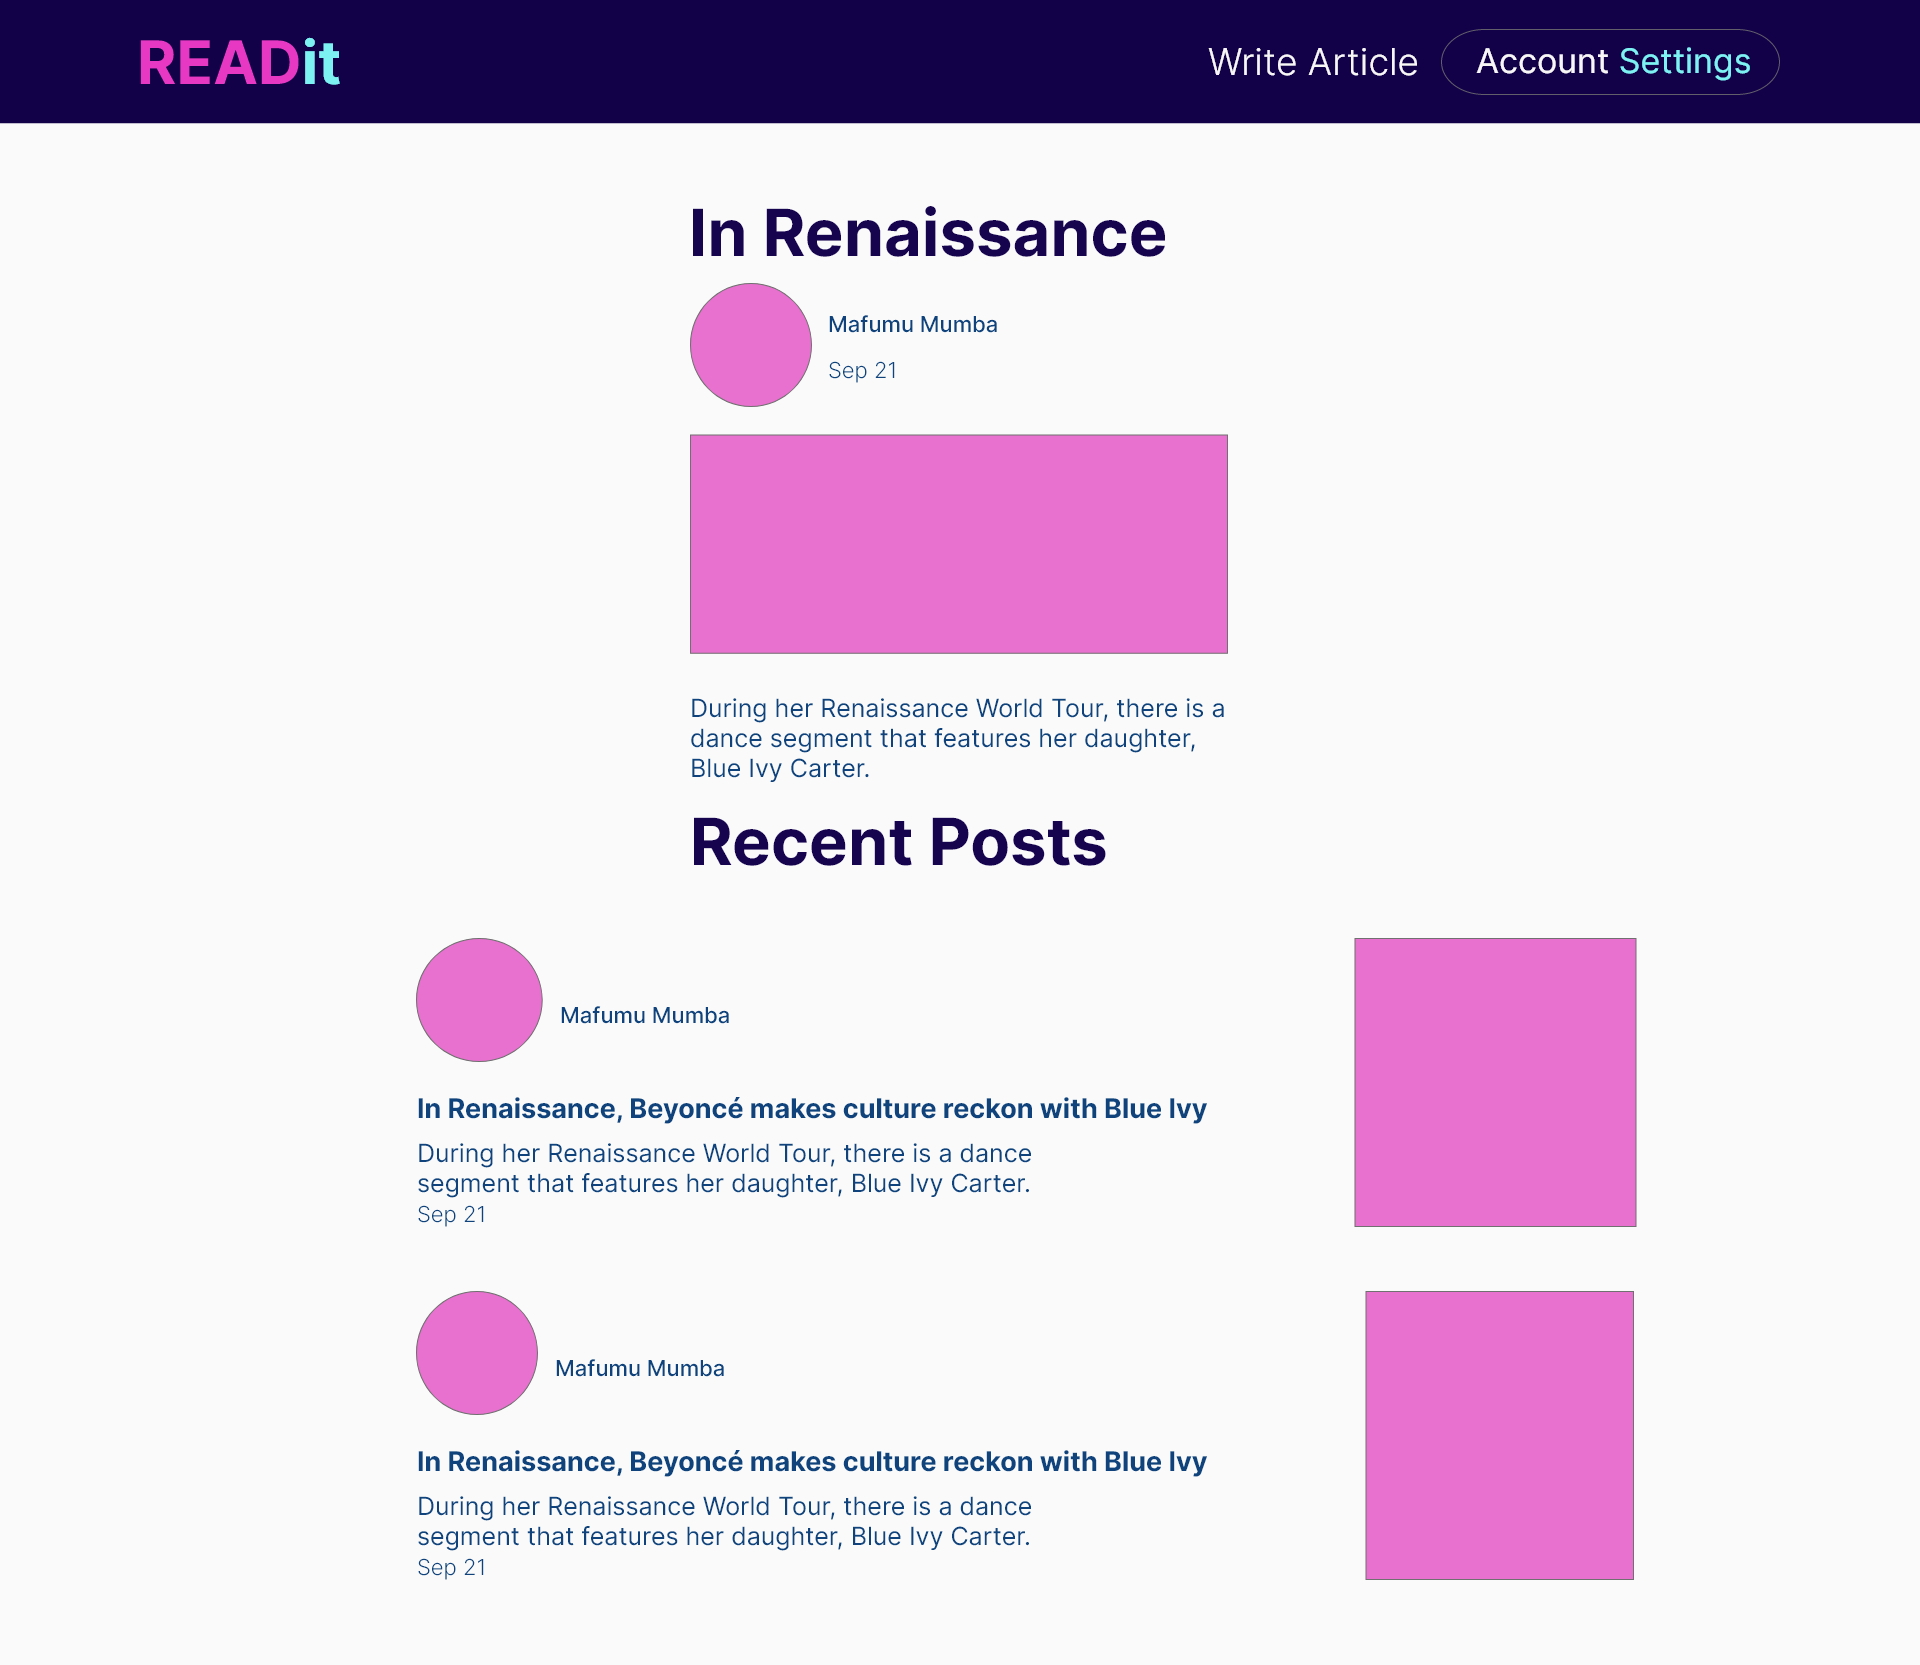 READit
Write Article
Account Settings
In Renaissance
Mafumu Mumba
Sep 21
During her Renaissance World Tour, there is a
dance segment that features her daughter,
Blue Ivy Carter.
Recent Posts
Mafumu Mumba
In Renaissance, Beyoncé makes culture reckon with Blue Ivy
During her Renaissance World Tour, there is a dance
segment that features her daughter, Blue Ivy Carter.
Sep 21
Mafumu Mumba
In Renaissance, Beyoncé makes culture reckon with Blue Ivy
During her Renaissance World Tour, there is a dance
segment that features her daughter, Blue Ivy Carter.
Sep 21